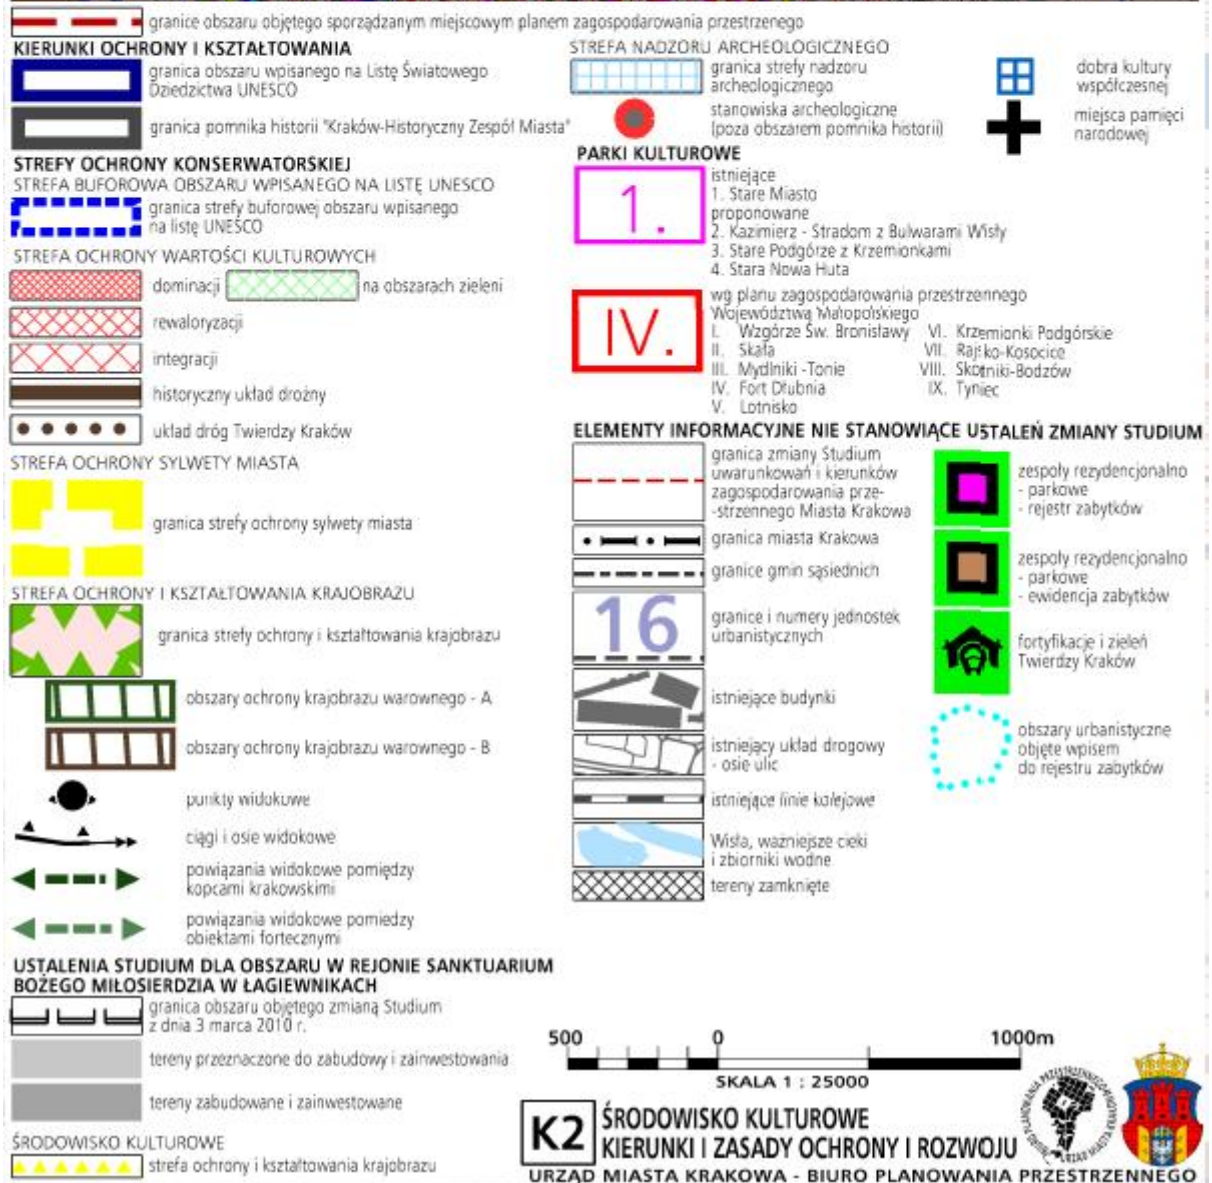 granice obszaru objętego sporządzanym miejscowym planem zagospodarowania przestrzenego
KIERUNKI OCHRONY I KSZTAŁTOWANIA
granica obszaru wpisanego na Listę Światowego
Dziedzictwa UNESCO
granica pomnika historii "Kraków-Historyczny Zespół Miasta"
STREFY OCHRONY KONSERWATORSKIEJ
STREFA BUFOROWA OBSZARU WPISANEGO NA LISTĘ UNESCO
granica strefy buforowej obszaru wpisanego
na listę UNESCO
STREFA OCHRONY WARTOŚCI KULTUROWYCH
dominacji
na obszarach zieleni
rewaloryzacji
integracji
historyczny układ drożny
układ dróg Twierdzy Kraków
STREFA OCHRONY SYLWETY MIASTA
granica strefy ochrony sylwety miasta
STREFA OCHRONY I KSZTAŁTOWANIA KRAJOBRAZU
granica strefy ochrony i kształtowania krajobrazu
obszary ochrony krajobrazu warownego - A
obszary ochrony krajobrazu warownego - B
punkty widokowe
ciągi i osie widokowe
powiązania widokowe pomiędzy
kopcami krakowskimi
powiązania widokowe pomiedzy
obiektami fortecznymi
USTALENIA STUDIUM DLA OBSZARU W REJONIE SANKTUARIUM
BOŻEGO MIŁOSIERDZIA W ŁAGIEWNIKACH
granica obszaru objętego zmianą Studium
z dnia 3 marca 2010 r.
tereny przeznaczone do zabudowy i zainwestowania
tereny zabudowane i zainwestowane
ŚRODOWISKO KULTUROWE
strefa ochrony i kształtowania krajobrazu
STREFA NADZORU ARCHEOLOGICZNEGO
granica strefy nadzoru
archeologicznego
stanowiska archeologiczne
(poza obszarem pomnika historii)
dobra kultury
współczesnej
miejsca pamięci
narodowej
PARKI KULTUROWE
1.
istniejące
1. Stare Miasto
proponowane
2. Kazimierz - Stradom z Bulwarami Wisły
3. Stare Podgórze z Krzemionkami
4. Stara Nowa Huta
IV.
wg planu zagospodarowania przestrzennego
Województwa Małopolskiego
I. Wzgórze Św. Bronisławy
II. Skała
III. Mydlniki -Tonie
IV. Fort Dłubnia
V. Lotnisko
VI. Krzemionki Podgórskie
VII. Rajsko-Kosocice
VIII. Skotniki-Bodzów
IX. Tyniec
ELEMENTY INFORMACYJNE NIE STANOWIĄCE USTALEŃ ZMIANY STUDIUM
granica zmiany Studium
uwarunkowań i kierunków
zagospodarowania prze-
-strzennego Miasta Krakowa
granica miasta Krakowa
granice gmin sąsiednich
16
granice i numery jednostek
urbanistycznych
istniejące budynki
istniejący układ drogowy
- osie ulic
istniejące linie kolejowe
Wisła, ważniejsze cieki
i zbiorniki wodne
tereny zamknięte
zespoły rezydencjonalno
- parkowe
- rejestr zabytków
zespoły rezydencjonalno
- parkowe
- ewidencja zabytków
fortyfikacje i zieleń
Twierdzy Kraków
obszary urbanistyczne
objęte wpisem
do rejestru zabytków
500 0 1000m
SKALA 1 : 25000
K2
ŚRODOWISKO KULTUROWE
KIERUNKI I ZASADY OCHRONY I ROZWOJU
URZĄD MIASTA KRAKOWA - BIURO PLANOWANIA PRZESTRZENNEGO